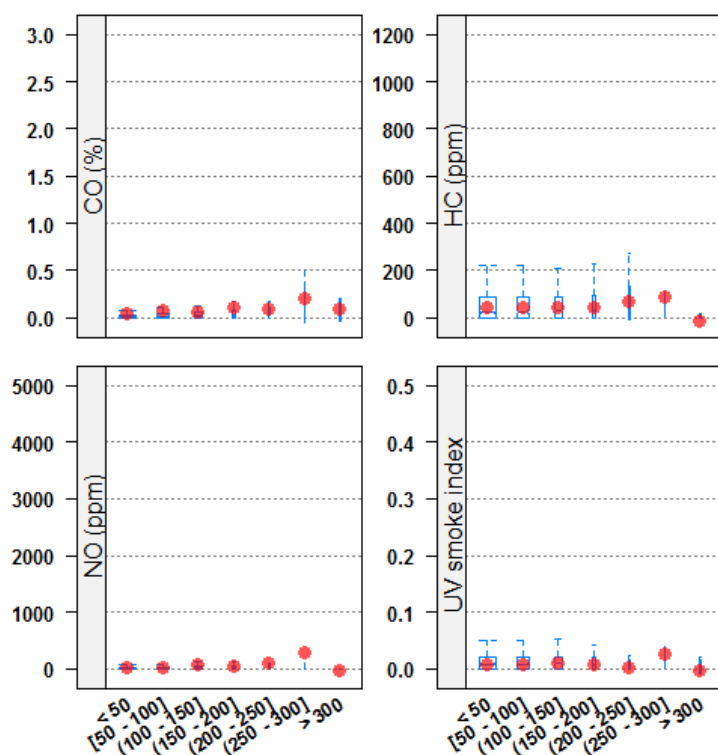 3.0
2.5
2.0
1.5
1.0
0.5
0.0
CO (%)
1200
1000
800
600
400
200
0
HC (ppm)
5000
4000
3000
2000
1000
0
NO (ppm)
0.5
0.4
0.3
0.2
0.1
0.0
UV smoke index
< 50
[50 - 100]
(100 - 150]
(150 - 200]
(200 - 250]
(250 - 300]
> 300
< 50
[50 - 100]
(100 - 150]
(150 - 200]
(200 - 250]
(250 - 300]
> 300